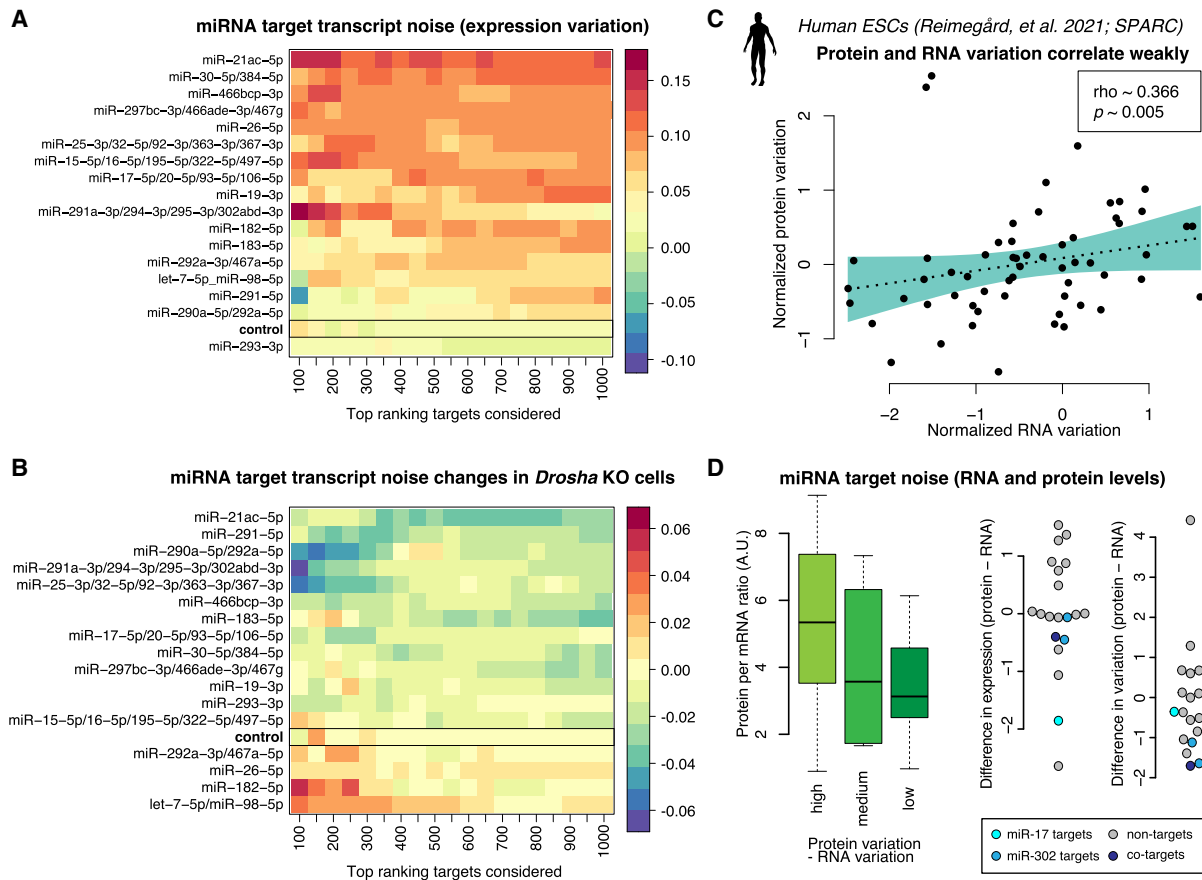 A
miRNA target transcript noise (expression variation)
miR−21ac−5p
miR−30−5p/384−5p
miR−466bcp−3p
miR−297bc−3p/466ade−3p/467g
miR−26−5p
miR−25−3p/32−5p/92−3p/363−3p/367−3p
miR−15−5p/16−5p/195−5p/322−5p/497−5p
miR−17−5p/20−5p/93−5p/106−5p
miR−19−3p
miR−291a−3p/294−3p/295−3p/302abd−3p
miR−182−5p
miR−183−5p
miR−292a−3p/467a−5p
let−7−5p_miR−98−5p
miR−291−5p
miR−290a−5p/292a−5p
control
miR−293−3p
0.15
0.10
0.05
0.00
-0.05
-0.10
100
200
300
400
500
600
700
800
900
1000
Top ranking targets considered
B
miRNA target transcript noise changes in Drosha KO cells
miR−21ac−5p
miR−291−5p
miR−290a−5p/292a−5p
miR−291a−3p/294−3p/295−3p/302abd−3p
miR−25−3p/32−5p/92−3p/363−3p/367−3p
miR−466bcp−3p
miR−183−5p
miR−17−5p/20−5p/93−5p/106−5p
miR−30−5p/384−5p
miR−297bc−3p/466ade−3p/467g
miR−19−3p
miR−293−3p
miR−15−5p/16−5p/195−5p/322−5p/497−5p
control
miR−292a−3p/467a−5p
miR−26−5p
miR−182−5p
let−7−5p/miR−98−5p
0.06
0.04
0.02
0.00
-0.02
-0.04
-0.06
100
200
300
400
500
600
700
800
900
1000
Top ranking targets considered
C
Human ESCs (Reimegård, et al. 2021; SPARC)
Protein and RNA variation correlate weakly
rho ~ 0.366
p ~ 0.005
Normalized protein variation
2
1
0
−1
−2
−1
0
1
Normalized RNA variation
D
miRNA target noise (RNA and protein levels)
Protein per mRNA ratio (A.U.)
8
6
4
2
high
medium
low
Protein variation
- RNA variation
Difference in expression (protein − RNA)
1
0
−1
−2
Difference in variation (protein − RNA)
4
3
2
1
0
−1
−2
miR−17 targets
non−targets
miR−302 targets
co−targets